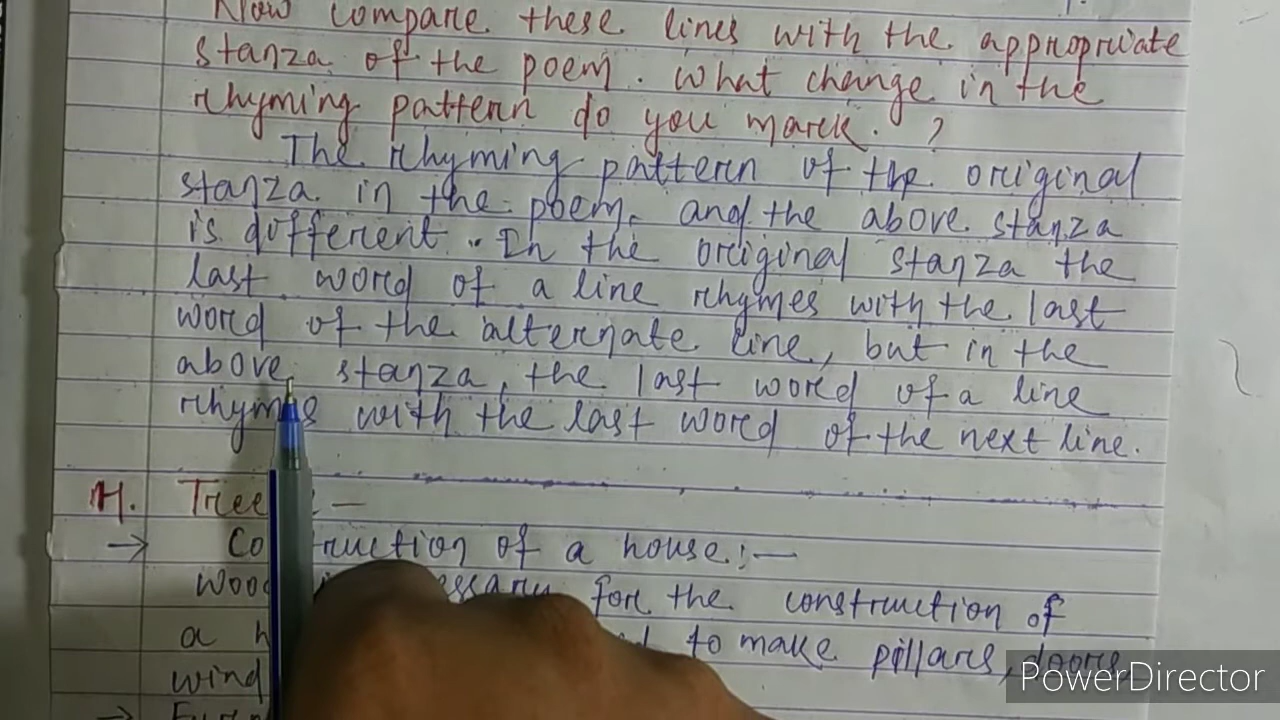 Now compare these lines with the appropriate
stanza of the poem. What change in the
rhyming pattern do you mark. ?
The rhyming pattern of the original
stanza in the poem. and the above stanza
is different. In the original stanza the
last word of a line rhymes with the last
word of the alternate line, but in the
above stanza, the last word of a line
rhymes with the last word of the next line.
H. Tree :—
→ Construction of a house:—
for the construction of
a to make pillars, doors,
PowerDirector